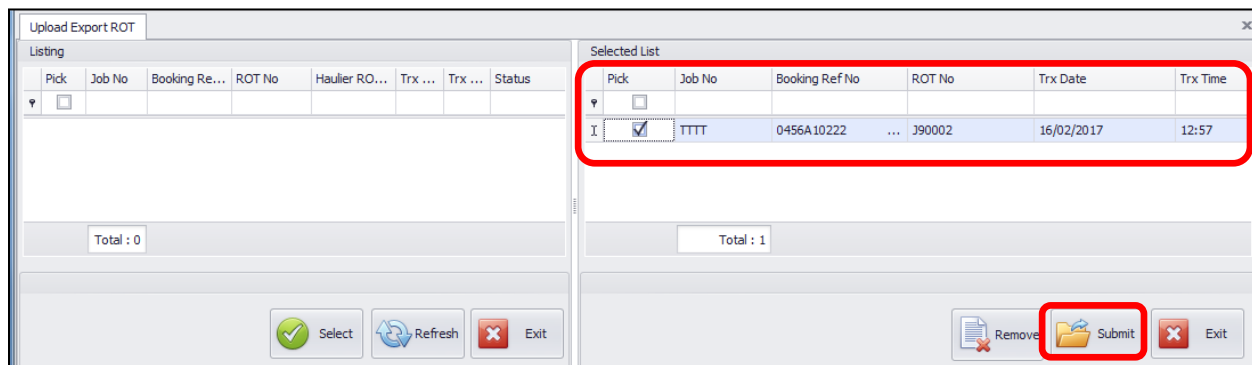 Upload Export ROT
Listing
Pick Job No Booking Re... ROT No Haulier RO... Trx ... Trx ... Status
Total : 0
Select Refresh Exit
Selected List
Pick Job No Booking Ref No ROT No Trx Date Trx Time
TTTT 0456A10222 ... J90002 16/02/2017 12:57
Total : 1
Remove Submit Exit